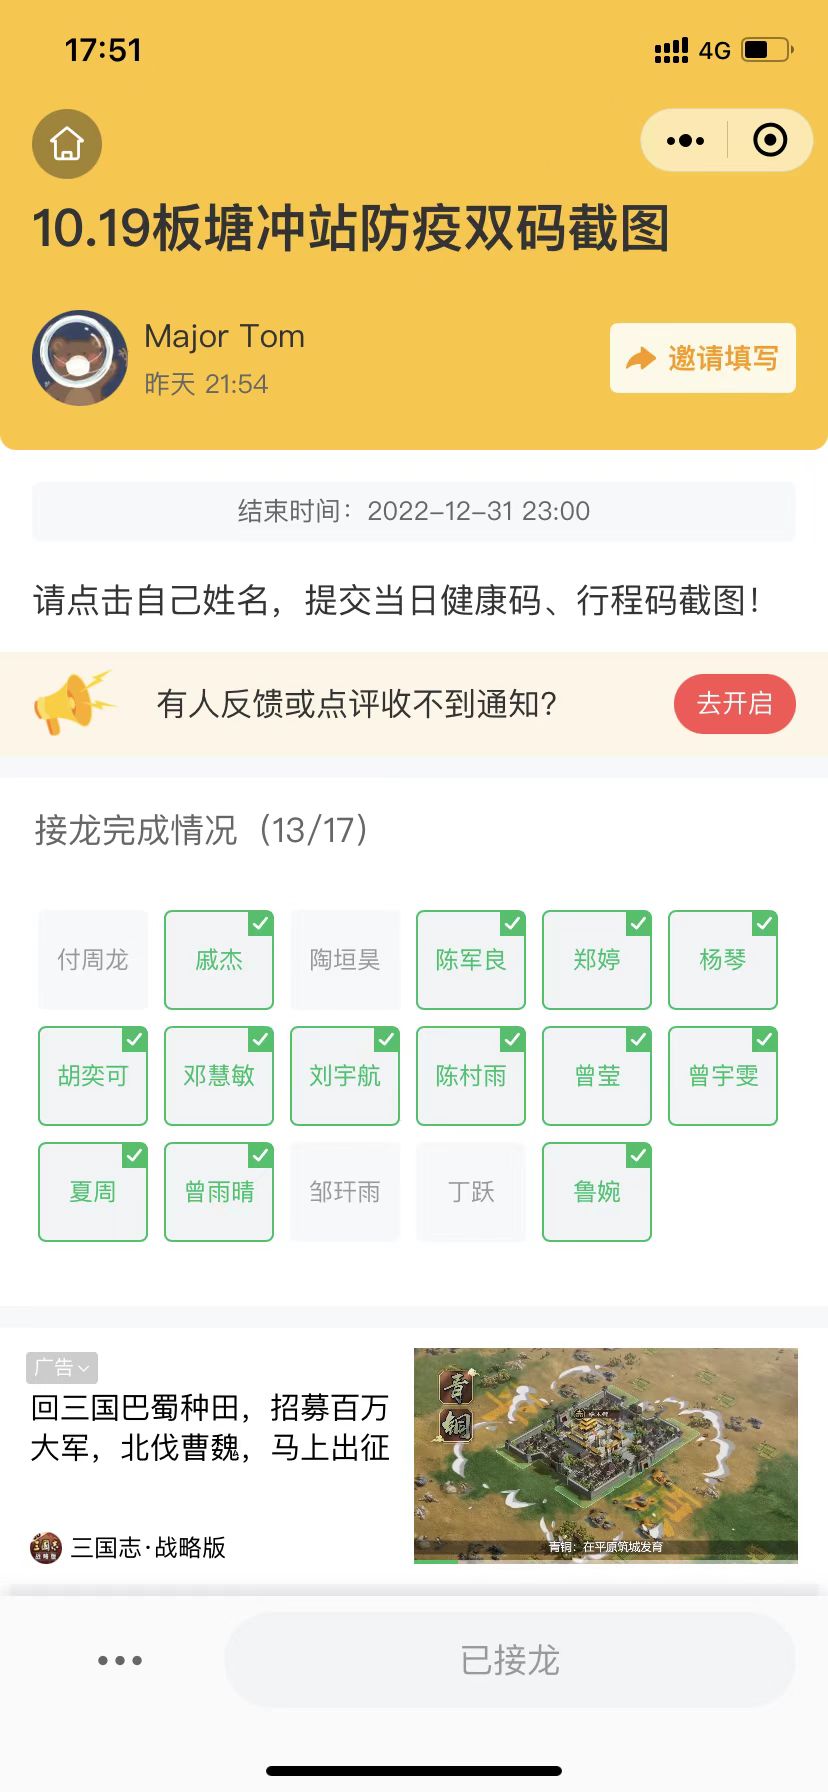 17:51
4G
10.19板塘冲站防疫双码截图
Major Tom
昨天 21:54
邀请填写
结束时间：2022-12-31 23:00
请点击自己姓名，提交当日健康码、行程码截图！
有人反馈或点评收不到通知？
去开启
接龙完成情况（13/17）
付周龙
戚杰
陶垣昊
陈军良
郑婷
杨琴
胡奕可
邓慧敏
刘宇航
陈村雨
曾莹
曾宇雯
夏周
曾雨晴
邹玕雨
丁跃
鲁婉
广告
回三国巴蜀种田，招募百万
大军，北伐曹魏，马上出征
三国志·战略版
青铜
青铜：在平原筑城发育
已接龙